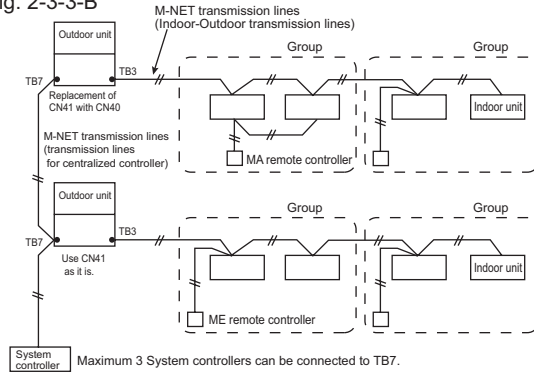 g. 2-3-3-B
M-NET transmission lines
(Indoor-Outdoor transmission lines)
Outdoor unit
Group
Group
TB7
TB3
Replacement of
CN41 with CN40
Indoor unit
M-NET transmission lines
(transmission lines
for centralized controller)
MA remote controller
Outdoor unit
Group
Group
TB7
TB3
Use CN41
as it is.
Indoor unit
ME remote controller
System
controller
Maximum 3 System controllers can be connected to TB7.